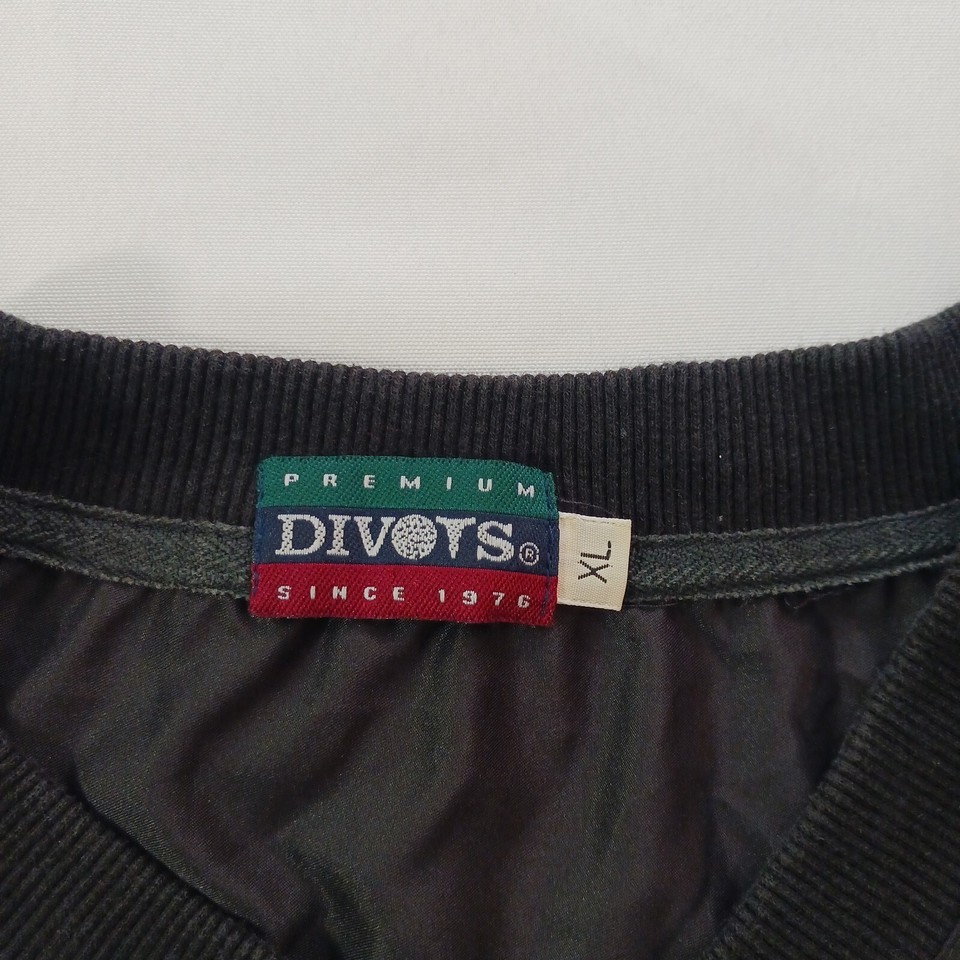 PREMIUM
DIVOTS®
SINCE 1976
XL